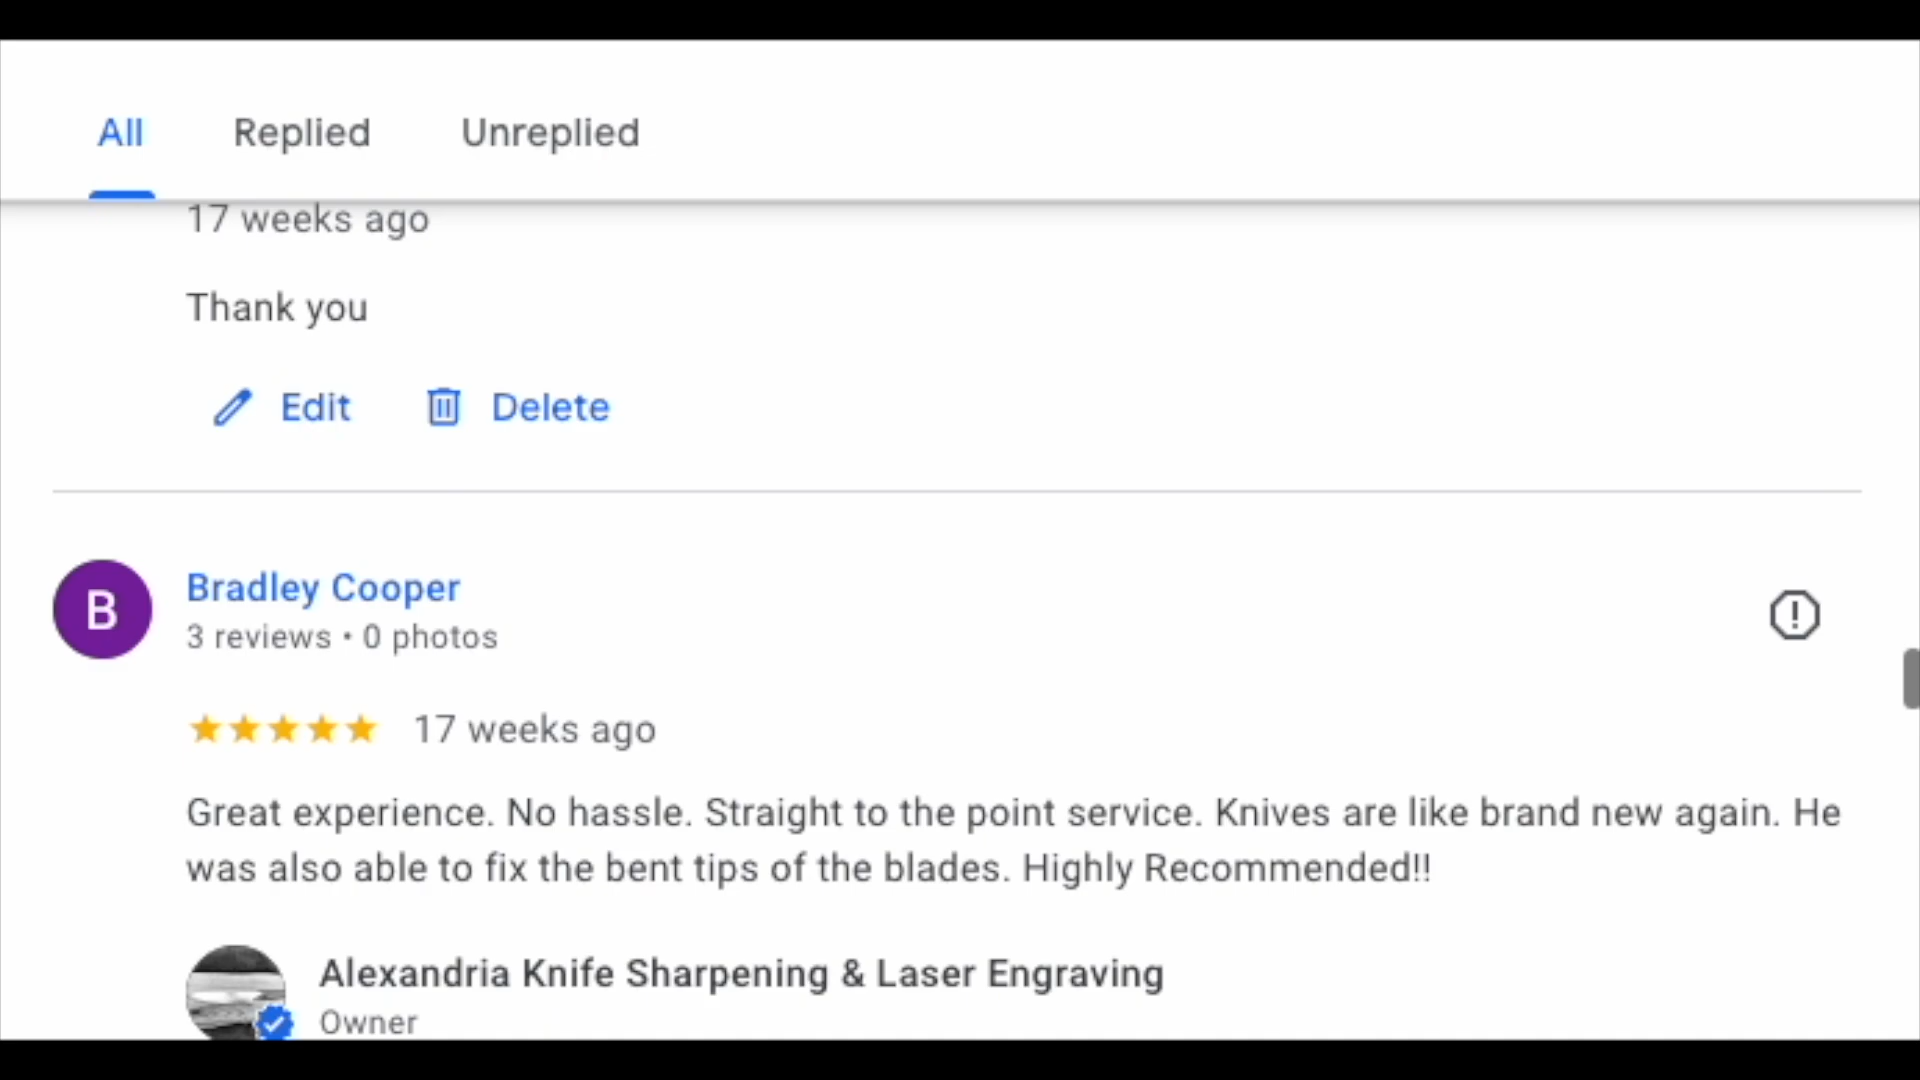 All Replied Unreplied
17 weeks ago
Thank you
Edit Delete
B
Bradley Cooper
3 reviews • 0 photos
17 weeks ago
Great experience. No hassle. Straight to the point service. Knives are like brand new again. He
was also able to fix the bent tips of the blades. Highly Recommended!!
Alexandria Knife Sharpening & Laser Engraving
Owner